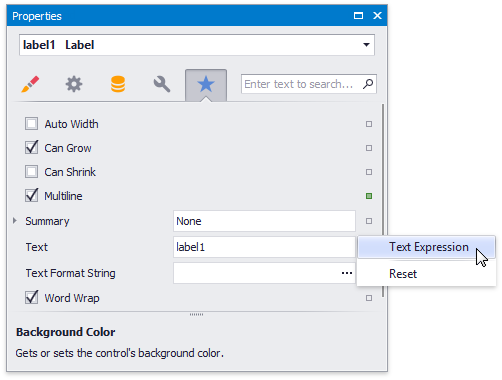 Properties
label1 Label
Enter text to search...
Auto Width
Can Grow
Can Shrink
Multiline
Summary None
Text label1
Text Expression
Text Format String ...
Reset
Word Wrap
Background Color
Gets or sets the control's background color.